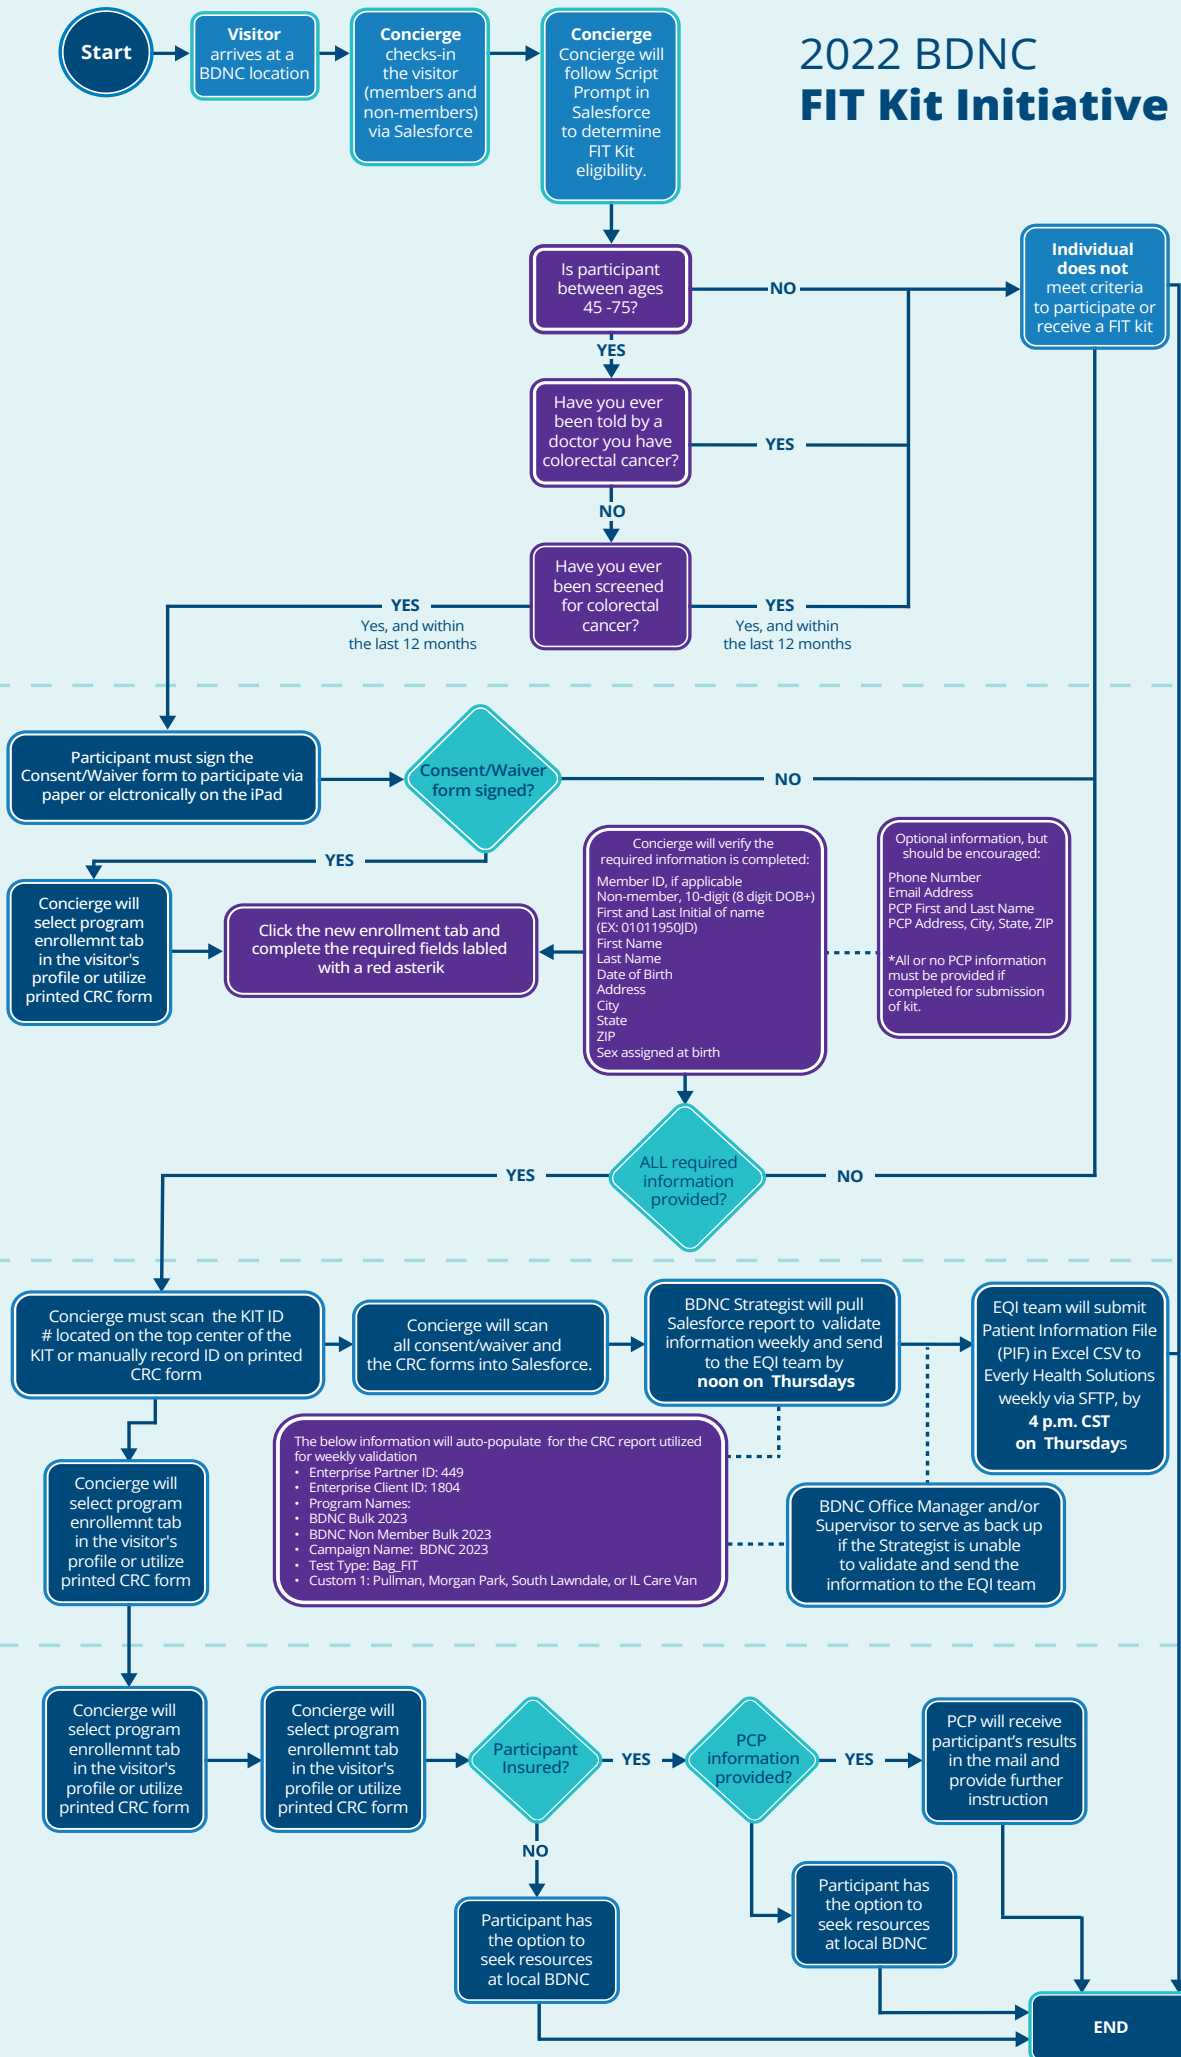 2022 BDNC
FIT Kit Initiative
Start
Visitor
arrives at a
BDNC location
Concierge
checks-in
the visitor
(members and
non-members)
via Salesforce
Concierge
Concierge will
follow Script
Prompt in
Salesforce
to determine
FIT Kit
eligibility.
Is participant
between ages
45 -75?
NO
Individual
does not
meet criteria
to participate or
receive a FIT kit
YES
Have you ever
been told by a
doctor you have
colorectal cancer?
YES
NO
Have you ever
been screened
for colorectal
cancer?
YES
Yes, and within
the last 12 months
YES
Yes, and within
the last 12 months
Participant must sign the
Consent/Waiver form to participate via
paper or elctronically on the iPad
Consent/Waiver
form signed?
NO
YES
Concierge will
select program
enrollemnt tab
in the visitor's
profile or utilize
printed CRC form
Click the new enrollment tab and
complete the required fields labled
with a red asterik
Concierge will verify the
required information is completed:
Member ID, if applicable
Non-member, 10-digit (8 digit DOB+)
First and Last Initial of name
(EX: 01011950JD)
First Name
Last Name
Date of Birth
Address
City
State
ZIP
Sex assigned at birth
Optional information, but
should be encouraged:
Phone Number
Email Address
PCP First and Last Name
PCP Address, City, State, ZIP
*All or no PCP information
must be provided if
completed for submission
of kit.
ALL required
information
provided?
YES
NO
Concierge must scan the KIT ID
# located on the top center of the
KIT or manually record ID on printed
CRC form
Concierge will scan
all consent/waiver and
the CRC forms into Salesforce.
BDNC Strategist will pull
Salesforce report to validate
information weekly and send
to the EQI team by
noon on Thursdays
EQI team will submit
Patient Information File
(PIF) in Excel CSV to
Everly Health Solutions
weekly via SFTP, by
4 p.m. CST
on Thursdays
The below information will auto-populate for the CRC report utilized
for weekly validation
• Enterprise Partner ID: 449
• Enterprise Client ID: 1804
• Program Names:
• BDNC Bulk 2023
• BDNC Non Member Bulk 2023
• Campaign Name: BDNC 2023
• Test Type: Bag_FIT
• Custom 1: Pullman, Morgan Park, South Lawndale, or IL Care Van
BDNC Office Manager and/or
Supervisor to serve as back up
if the Strategist is unable
to validate and send the
information to the EQI team
Concierge will
select program
enrollemnt tab
in the visitor's
profile or utilize
printed CRC form
Concierge will
select program
enrollemnt tab
in the visitor's
profile or utilize
printed CRC form
Concierge will
select program
enrollemnt tab
in the visitor's
profile or utilize
printed CRC form
Participant
Insured?
YES
PCP
information
provided?
YES
PCP will receive
participant's results
in the mail and
provide further
instruction
NO
Participant has
the option to
seek resources
at local BDNC
Participant has
the option to
seek resources
at local BDNC
END